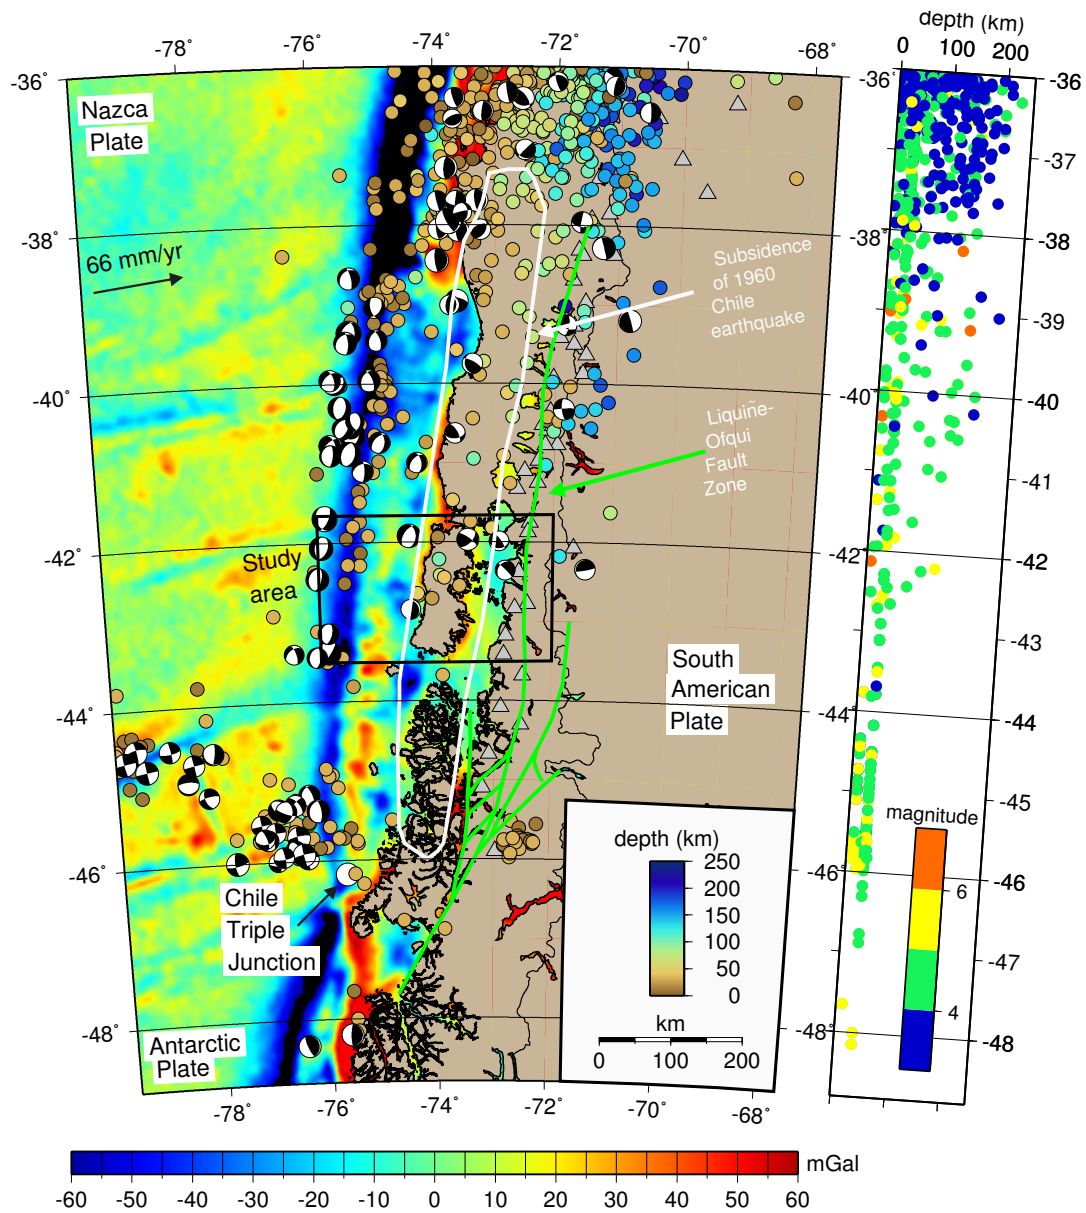 depth (km)
0 100 200
-78˚ -76˚ -74˚ -72˚ -70˚ -68˚
-36˚
-36˚
-36
Nazca
Plate
-37
-38˚
-38˚
-38
66 mm/yr
Subsidence
of 1960
Chile
earthquake
-39
-40˚
-40˚
-40
Liquiñe-
Ofqui
Fault
Zone
-41
-42˚
-42˚
-42
Study
area
-43
South
American
Plate
-44˚
-44˚
-44
-45
magnitude
6
4
depth (km)
250
200
150
100
50
0
km
0 100 200
-46˚
-46˚
-46
Chile
Triple
Junction
-47
-48˚
-48˚
-48
Antarctic
Plate
-78˚ -76˚ -74˚ -72˚ -70˚ -68˚
mGal
-60 -50 -40 -30 -20 -10 0 10 20 30 40 50 60